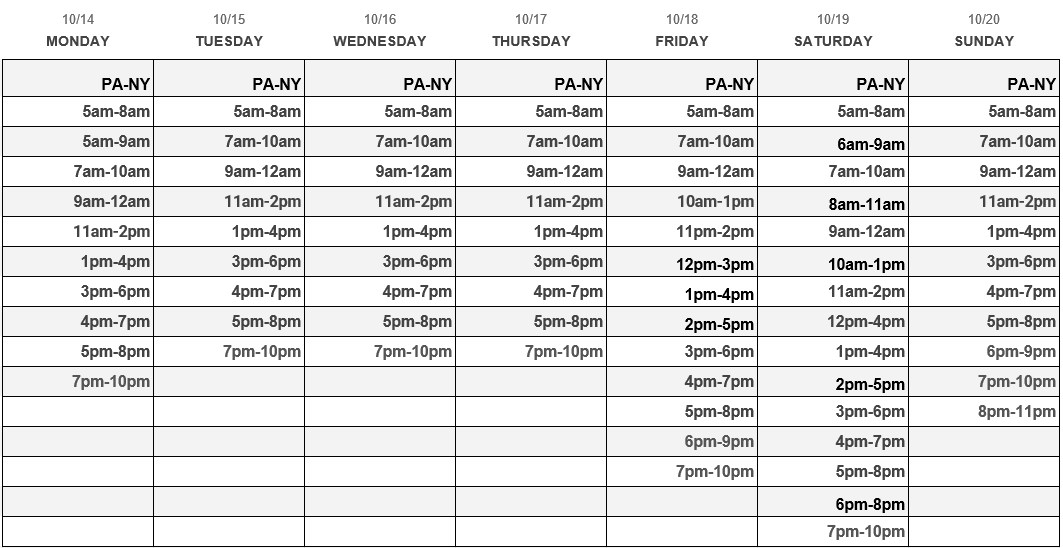 10/14 10/15 10/16 10/17 10/18 10/19 10/20
MONDAY TUESDAY WEDNESDAY THURSDAY FRIDAY SATURDAY SUNDAY
PA-NY PA-NY PA-NY PA-NY PA-NY PA-NY PA-NY
5am-8am 5am-8am 5am-8am 5am-8am 5am-8am 5am-8am 5am-8am
5am-9am 7am-10am 7am-10am 7am-10am 7am-10am 6am-9am 7am-10am
7am-10am 9am-12am 9am-12am 9am-12am 9am-12am 7am-10am 9am-12am
9am-12am 11am-2pm 11am-2pm 11am-2pm 10am-1pm 8am-11am 11am-2pm
11am-2pm 1pm-4pm 1pm-4pm 1pm-4pm 11pm-2pm 9am-12am 1pm-4pm
1pm-4pm 3pm-6pm 3pm-6pm 3pm-6pm 12pm-3pm 10am-1pm 3pm-6pm
3pm-6pm 4pm-7pm 4pm-7pm 4pm-7pm 1pm-4pm 11am-2pm 4pm-7pm
4pm-7pm 5pm-8pm 5pm-8pm 5pm-8pm 2pm-5pm 12pm-4pm 5pm-8pm
5pm-8pm 7pm-10pm 7pm-10pm 7pm-10pm 3pm-6pm 1pm-4pm 6pm-9pm
7pm-10pm 4pm-7pm 2pm-5pm 7pm-10pm
5pm-8pm 3pm-6pm 8pm-11pm
6pm-9pm 4pm-7pm
7pm-10pm 5pm-8pm
6pm-8pm
7pm-10pm